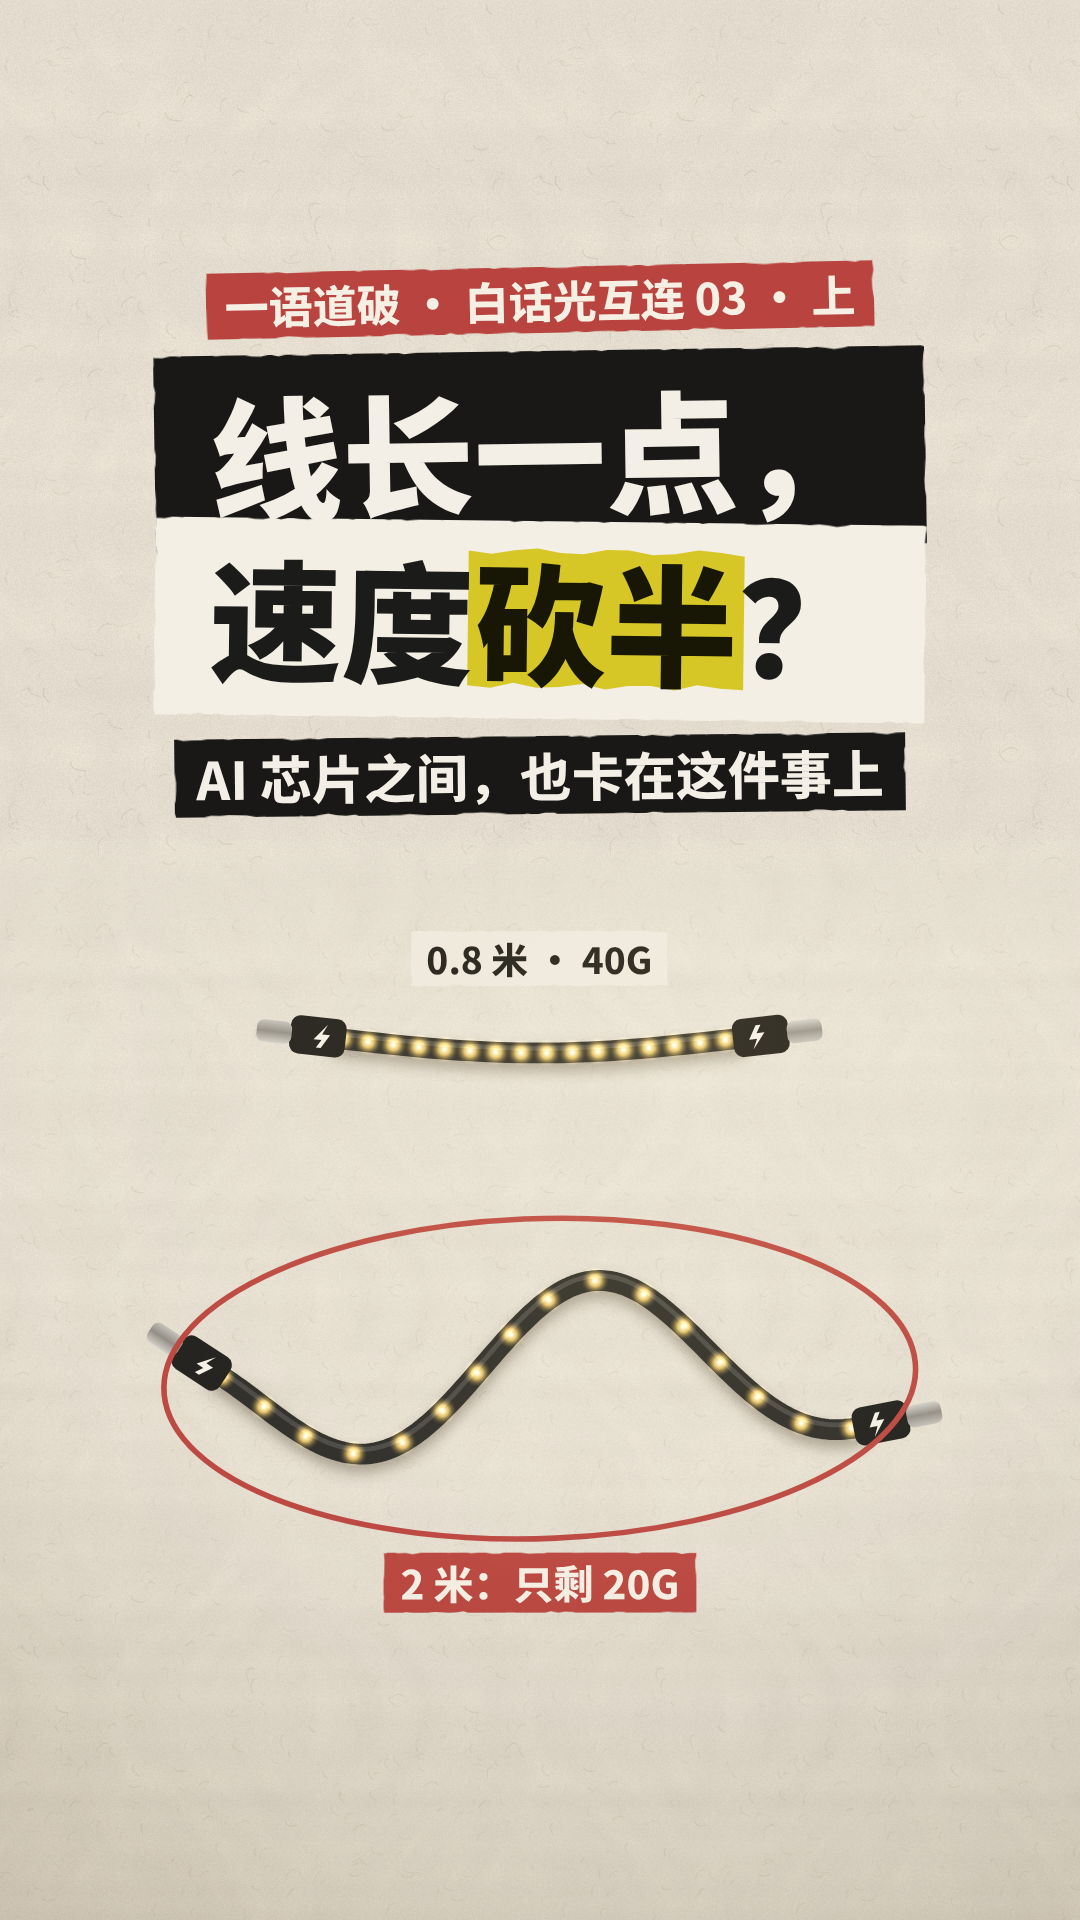 一语道破 · 白话光互连 03 · 上
线长一点，
速度砍半？
AI 芯片之间，也卡在这件事上
0.8 米 · 40G
2 米：只剩 20G